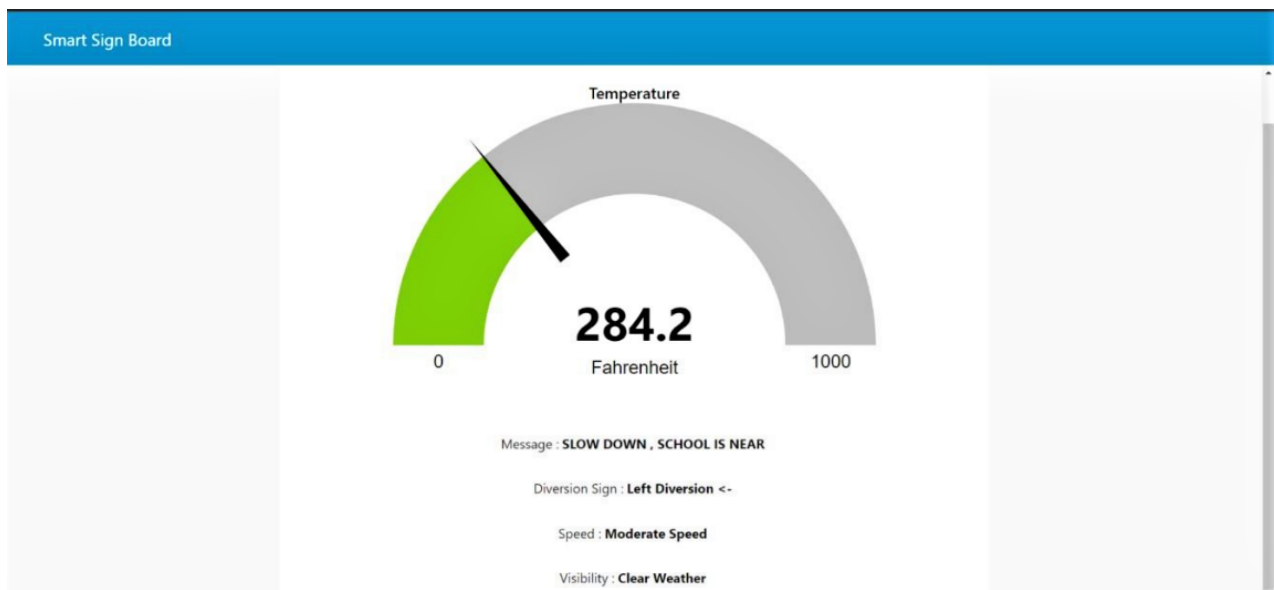 Smart Sign Board
Temperature
284.2
Fahrenheit
0
1000
Message : SLOW DOWN , SCHOOL IS NEAR
Diversion Sign : Left Diversion <-
Speed : Moderate Speed
Visibility : Clear Weather